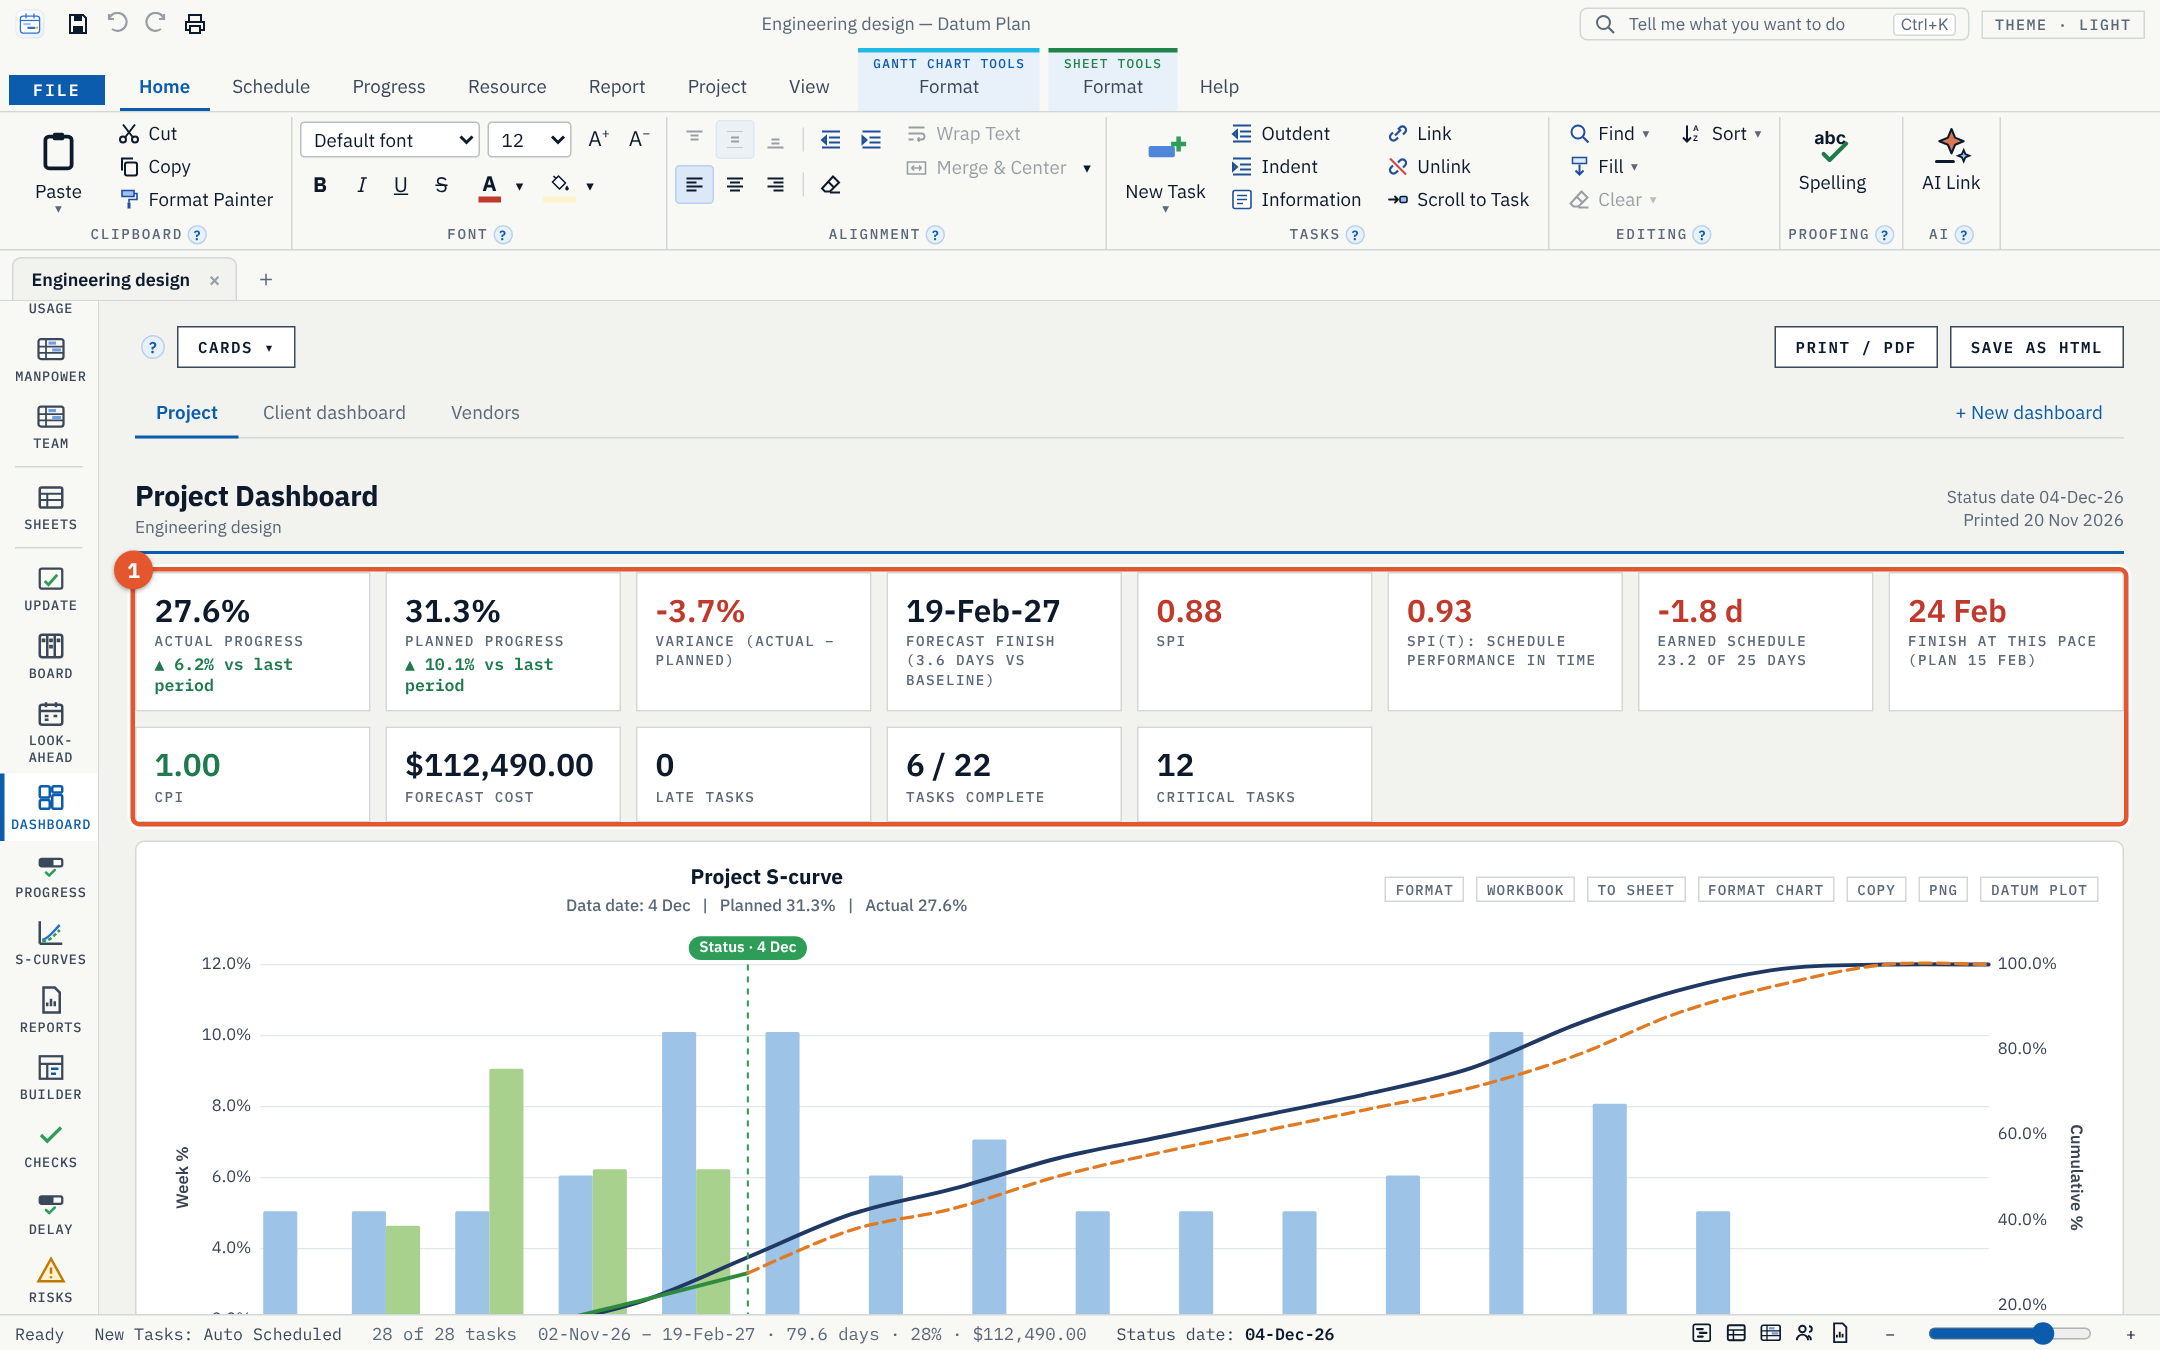 Engineering design — Datum Plan
Tell me what you want to do
Ctrl+K
THEME · LIGHT
FILE
Home
Schedule
Progress
Resource
Report
Project
View
GANTT CHART TOOLS
Format
SHEET TOOLS
Format
Help
Paste
Cut
Copy
Format Painter
CLIPBOARD ?
Default font
12
A+ A−
B I U S A
FONT ?
Wrap Text
Merge & Center
ALIGNMENT ?
New Task
Outdent
Indent
Information
Link
Unlink
Scroll to Task
TASKS ?
Find
Fill
Clear
Sort
EDITING ?
abc
Spelling
PROOFING ?
AI Link
AI ?
Engineering design ×
+
USAGE
MANPOWER
TEAM
SHEETS
UPDATE
BOARD
LOOK-
AHEAD
DASHBOARD
PROGRESS
S-CURVES
REPORTS
BUILDER
CHECKS
DELAY
RISKS
?
CARDS ▾
PRINT / PDF
SAVE AS HTML
Project
Client dashboard
Vendors
+ New dashboard
Project Dashboard
Engineering design
Status date 04-Dec-26
Printed 20 Nov 2026
1
27.6%
ACTUAL PROGRESS
▲ 6.2% vs last
period
31.3%
PLANNED PROGRESS
▲ 10.1% vs last
period
-3.7%
VARIANCE (ACTUAL −
PLANNED)
19-Feb-27
FORECAST FINISH
(3.6 DAYS VS
BASELINE)
0.88
SPI
0.93
SPI(T): SCHEDULE
PERFORMANCE IN TIME
-1.8 d
EARNED SCHEDULE
23.2 OF 25 DAYS
24 Feb
FINISH AT THIS PACE
(PLAN 15 FEB)
1.00
CPI
$112,490.00
FORECAST COST
0
LATE TASKS
6 / 22
TASKS COMPLETE
12
CRITICAL TASKS
Project S-curve
Data date: 4 Dec | Planned 31.3% | Actual 27.6%
FORMAT
WORKBOOK
TO SHEET
FORMAT CHART
COPY
PNG
DATUM PLOT
Status · 4 Dec
12.0%
10.0%
8.0%
6.0%
4.0%
Week %
100.0%
80.0%
60.0%
40.0%
20.0%
Cumulative %
Ready
New Tasks: Auto Scheduled
28 of 28 tasks
02-Nov-26 – 19-Feb-27 · 79.6 days · 28% · $112,490.00
Status date: 04-Dec-26
− +